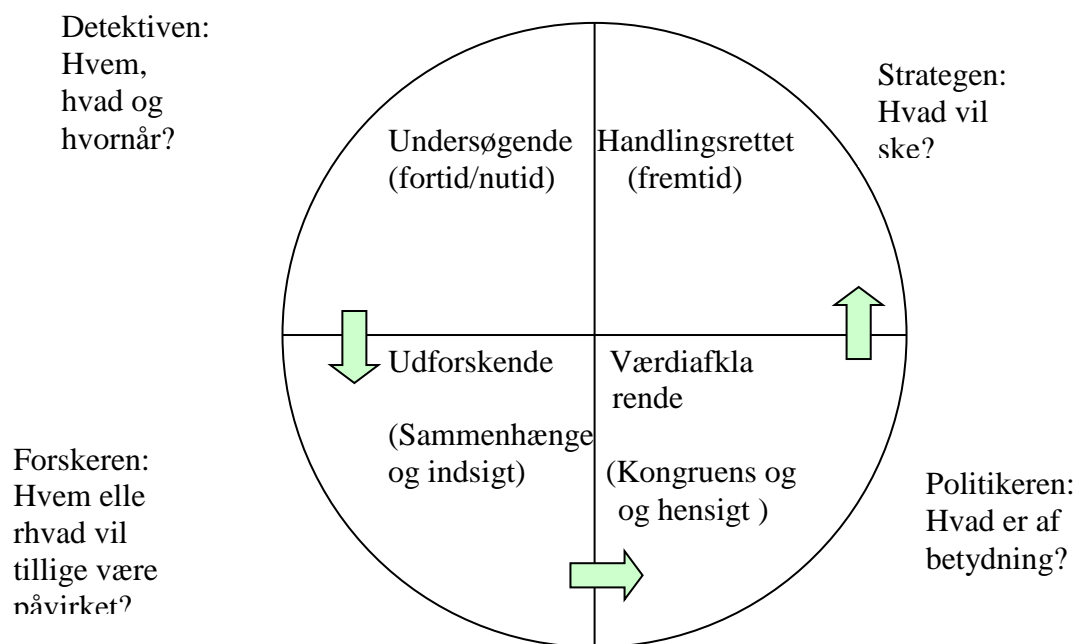 Detektiven:
Hvem,
hvad og
hvornår?
Undersøgende
(fortid/nutid)
Handlingsrettet
(fremtid)
Strategen:
Hvad vil
ske?
Udforskende
(Sammenhænge
og indsigt)
Værdiafkla
rende
(Kongruens og
og hensigt )
Forskeren:
Hvem elle
rhvad vil
tillige være
påvirket?
Politikeren:
Hvad er af
betydning?